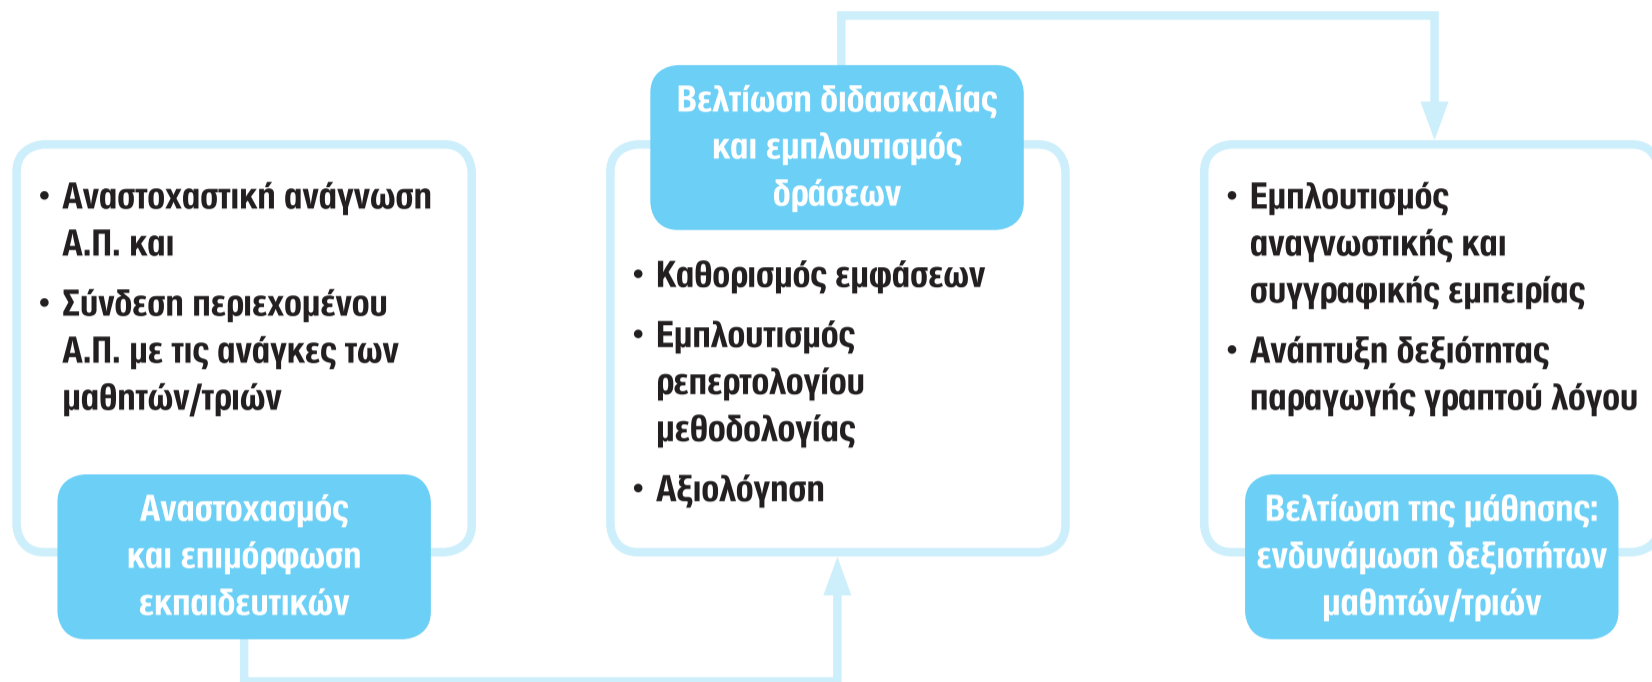 • Αναστοχαστική ανάγνωση
Α.Π. και
• Σύνδεση περιεχομένου
Α.Π. με τις ανάγκες των
μαθητών/τριών
Αναστοχασμός
και επιμόρφωση
εκπαιδευτικών
Βελτίωση διδασκαλίας
και εμπλουτισμός
δράσεων
• Καθορισμός εμφάσεων
• Εμπλουτισμός
ρεπερτολογίου
μεθοδολογίας
• Αξιολόγηση
• Εμπλουτισμός
αναγνωστικής και
συγγραφικής εμπειρίας
• Ανάπτυξη δεξιότητας
παραγωγής γραπτού λόγου
Βελτίωση της μάθησης:
ενδυνάμωση δεξιοτήτων
μαθητών/τριών